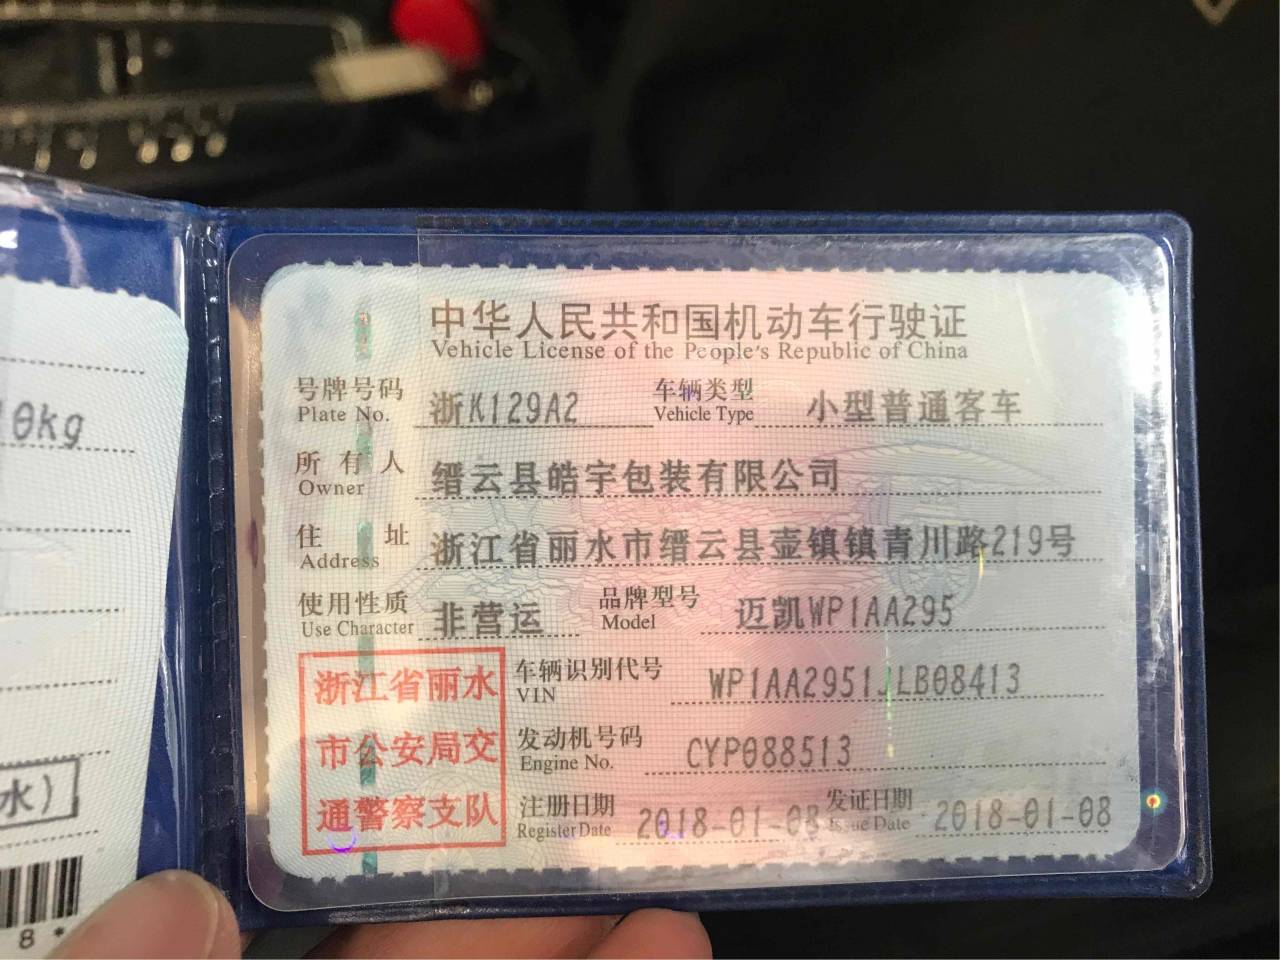 中华人民共和国机动车行驶证
Vehicle License of the People's Republic of China
号牌号码 浙K129A2 车辆类型 小型普通客车
Plate No. Vehicle Type
所有人 缙云县皓宇包装有限公司
Owner
住址 浙江省丽水市缙云县壶镇镇青川路219号
Address
使用性质 非营运 品牌型号 迈凯WP1AA295
Use Character Model
车辆识别代号 WP1AA2951JLB08413
VIN
发动机号码 CYP088513
Engine No.
注册日期 2018-01-08 发证日期 2018-01-08
Register Date Issue Date
浙江省丽水
市公安局交
通警察支队
0kg
水)
8*